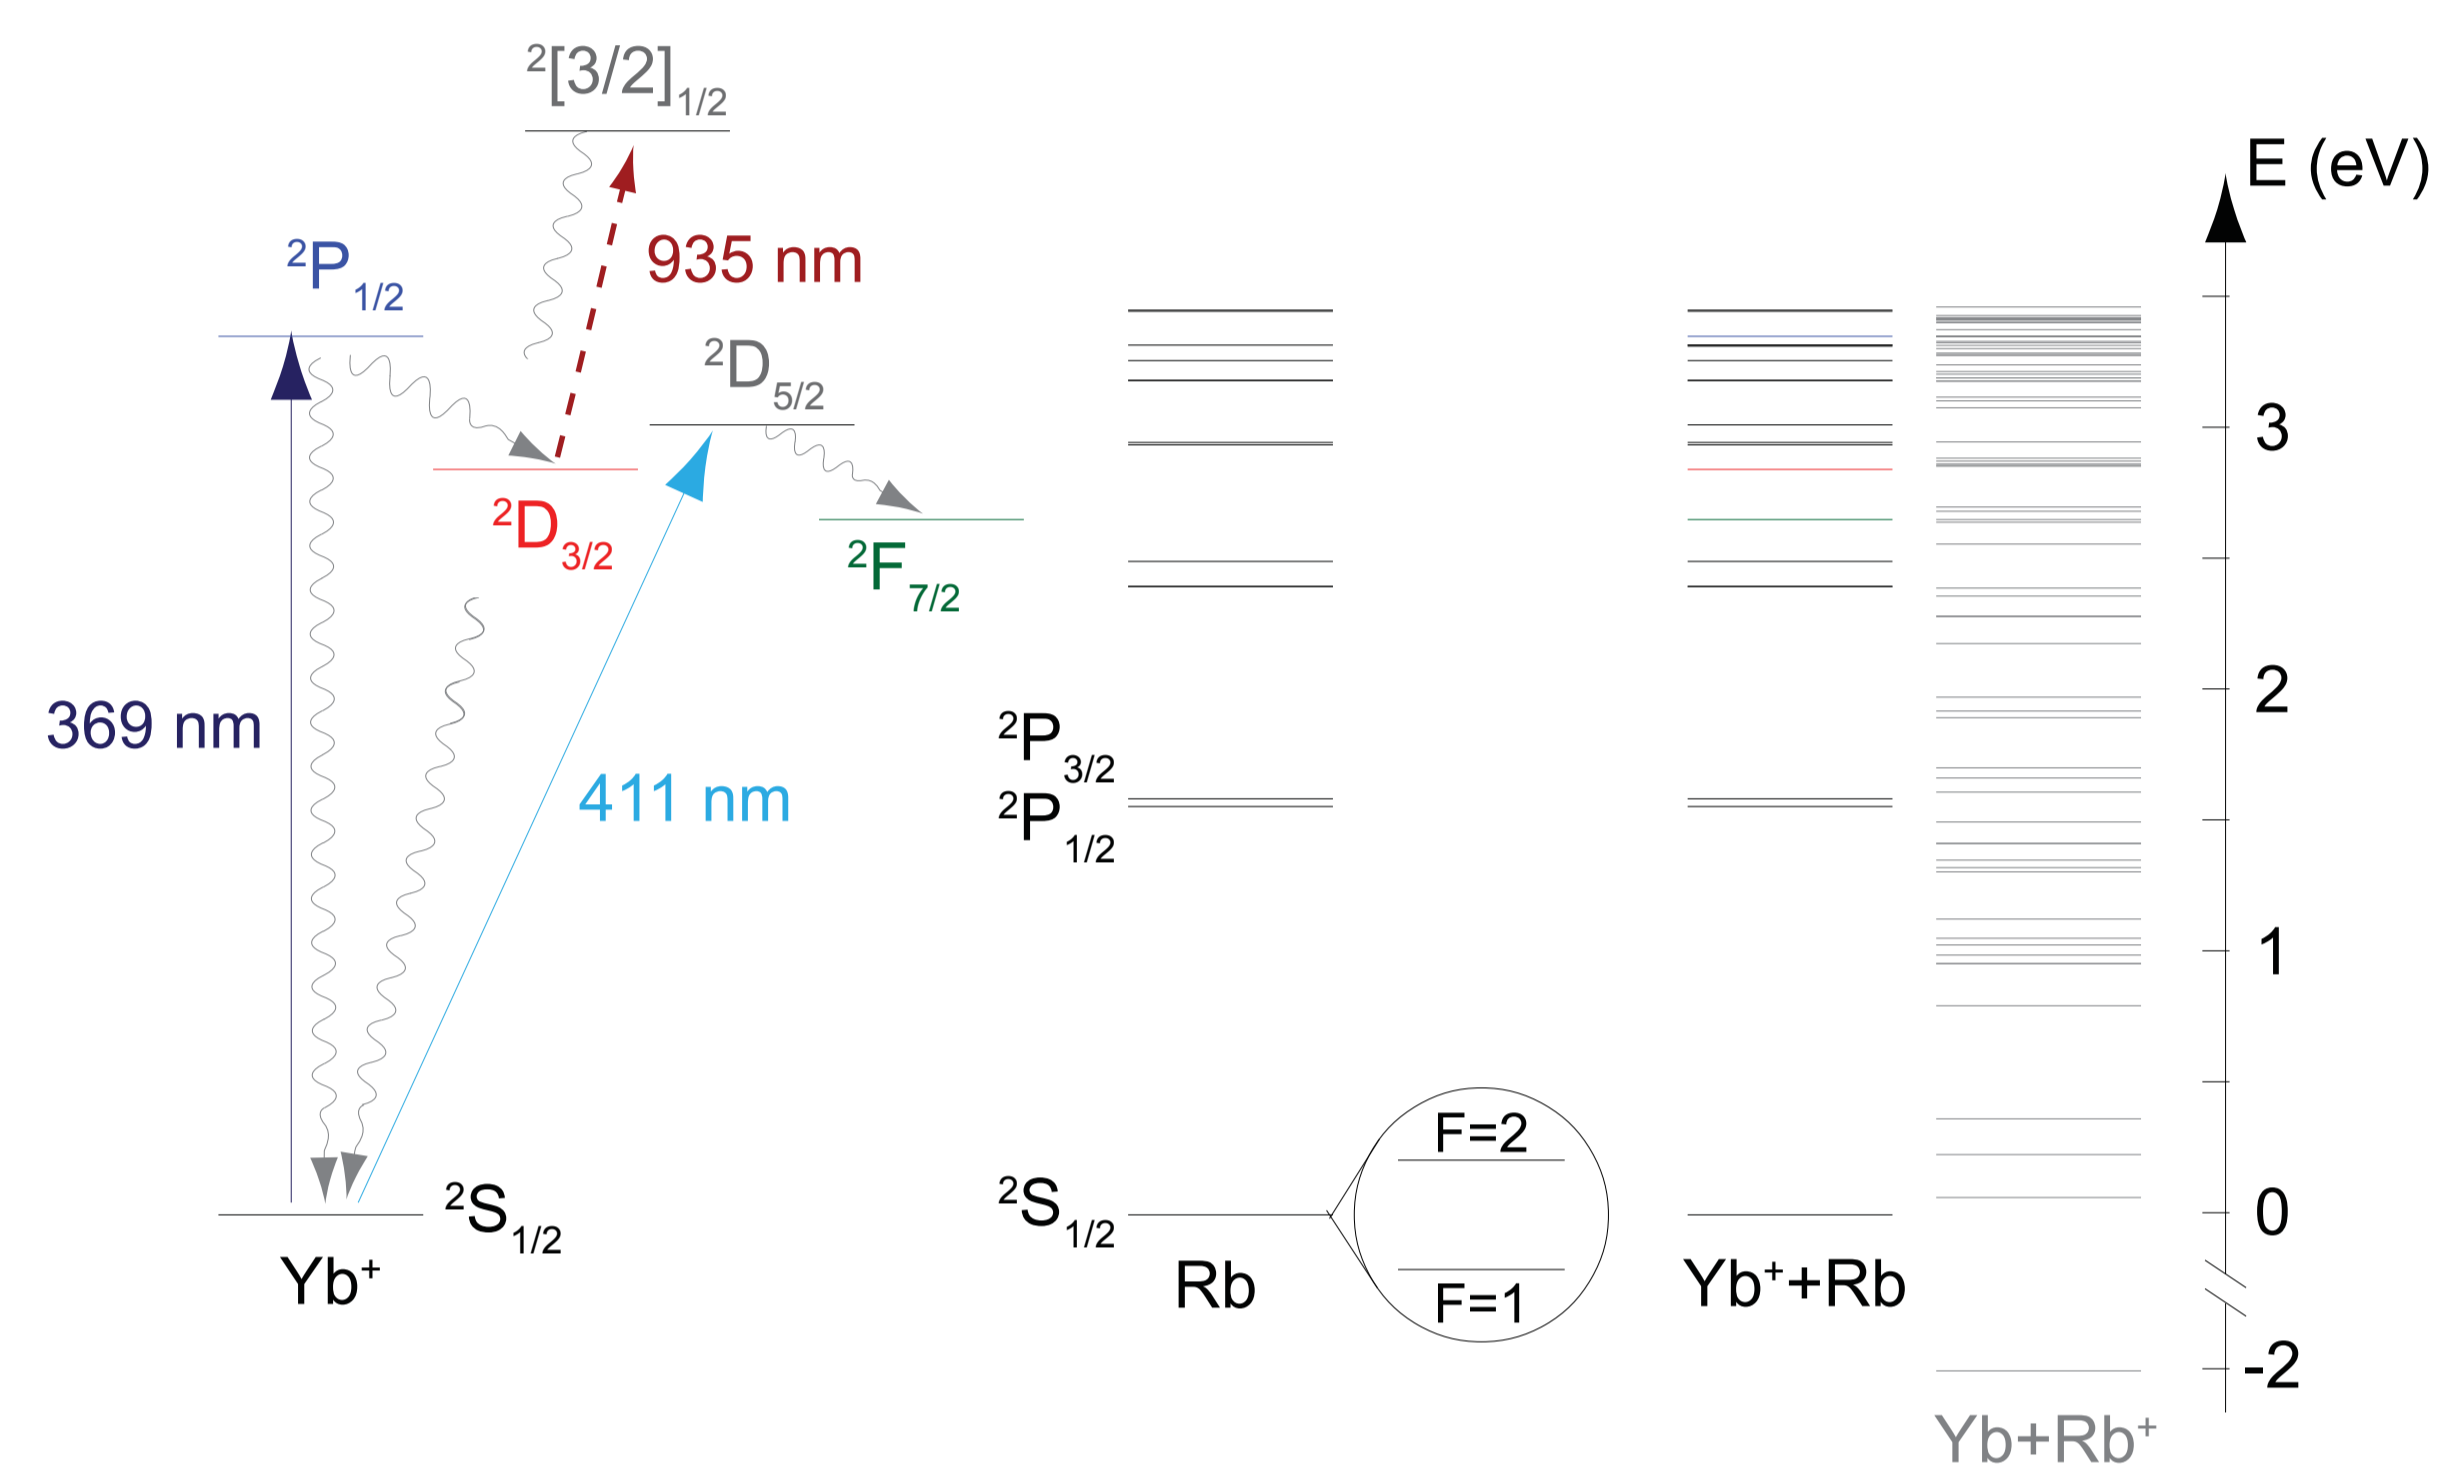 ²[3/2]₁/₂
E (eV)
²P₁/₂
935 nm
²D₅/₂
3
²D₃/₂
²F₇/₂
2
369 nm
²P₃/₂
411 nm
²P₁/₂
1
F=2
²S₁/₂
²S₁/₂
0
Yb⁺
Rb
F=1
Yb⁺+Rb
-2
Yb+Rb⁺